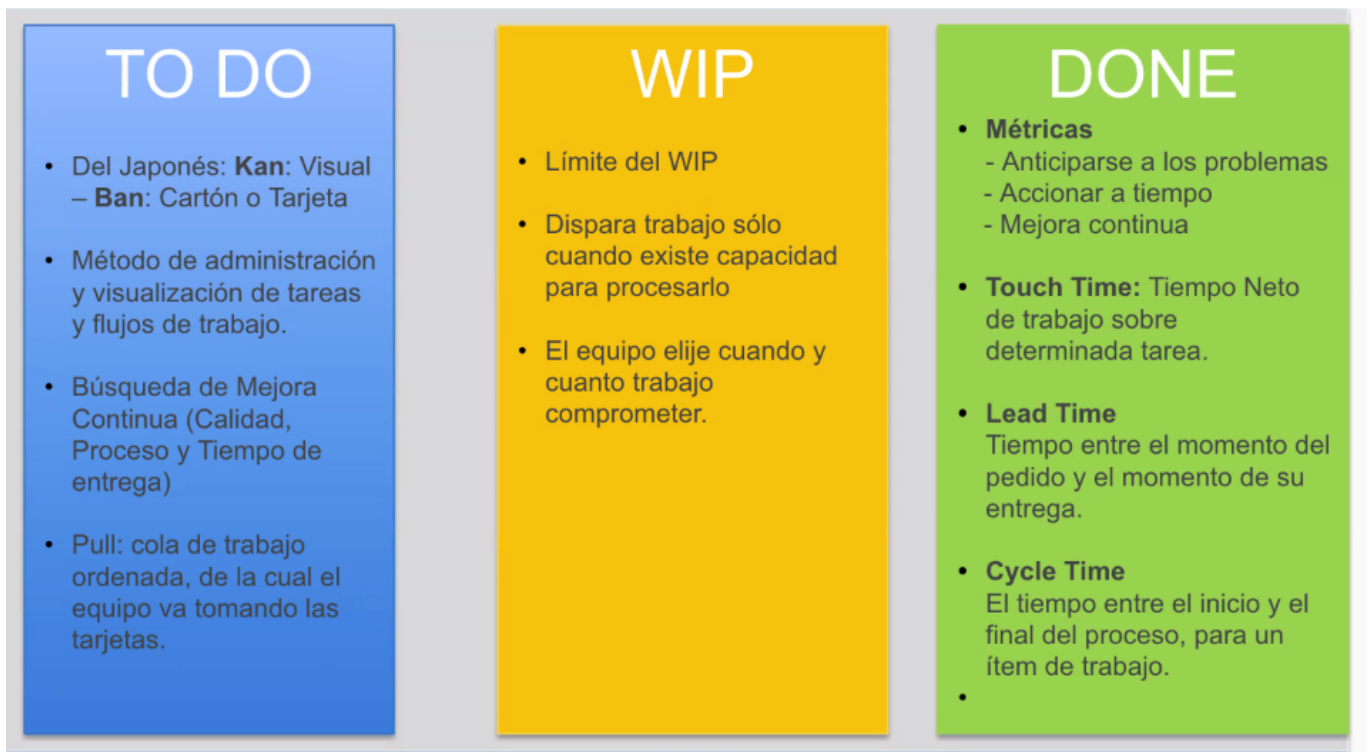 TO DO
• Del Japonés: Kan: Visual
– Ban: Cartón o Tarjeta
• Método de administración
y visualización de tareas
y flujos de trabajo.
• Búsqueda de Mejora
Continua (Calidad,
Proceso y Tiempo de
entrega)
• Pull: cola de trabajo
ordenada, de la cual el
equipo va tomando las
tarjetas.
WIP
• Límite del WIP
• Dispara trabajo sólo
cuando existe capacidad
para procesarlo
• El equipo elije cuando y
cuanto trabajo
comprometer.
DONE
• Métricas
- Anticiparse a los problemas
- Accionar a tiempo
- Mejora continua
• Touch Time: Tiempo Neto
de trabajo sobre
determinada tarea.
• Lead Time
Tiempo entre el momento del
pedido y el momento de su
entrega.
• Cycle Time
El tiempo entre el inicio y el
final del proceso, para un
ítem de trabajo.
•